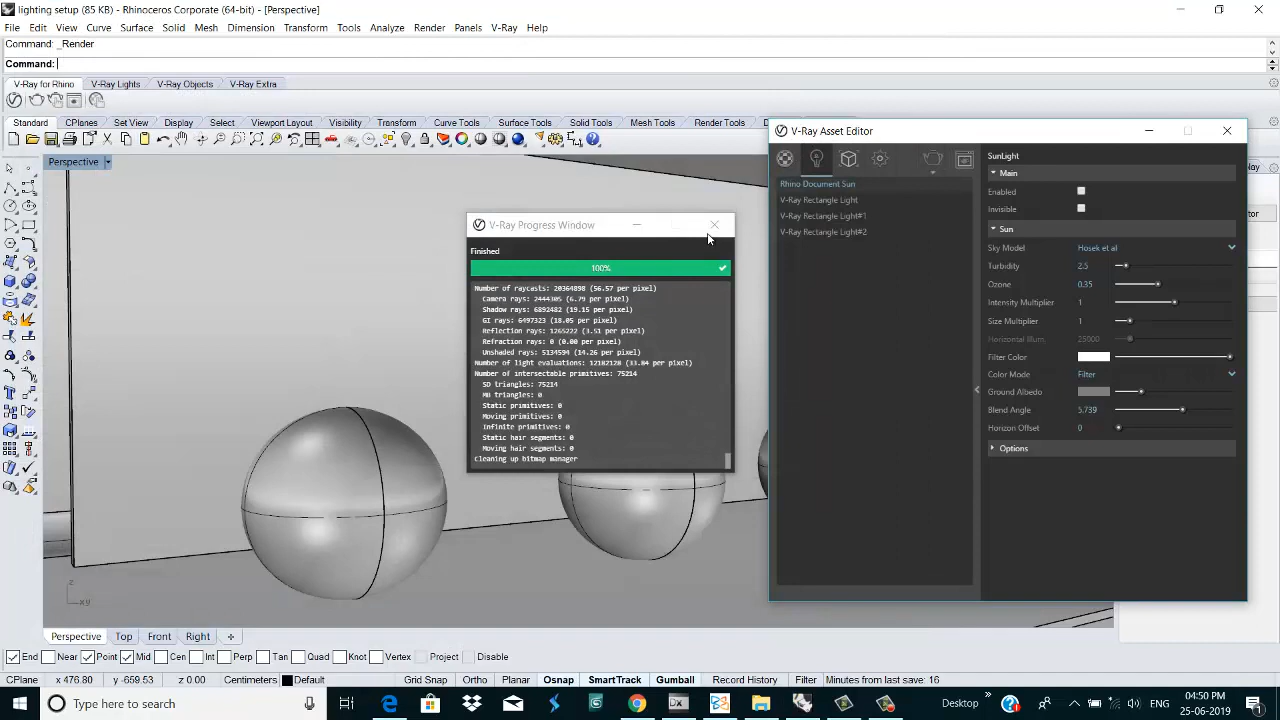 lighting setup (85 KB) - Rhinoceros Corporate (64-bit) - [Perspective]
File Edit View Curve Surface Solid Mesh Dimension Transform Tools Analyze Render Panels V-Ray Help
Command: _Render
Command:
V-Ray for Rhino V-Ray Lights V-Ray Objects V-Ray Extra
Standard CPlanes Set View Display Select Viewport Layout Visibility Transform Curve Tools Surface Tools Solid Tools Mesh Tools Render Tools
Perspective
V-Ray Progress Window
Finished
100%
Number of raycasts: 20364898 (56.57 per pixel)
Camera rays: 2444305 (6.79 per pixel)
Shadow rays: 6892482 (19.15 per pixel)
GI rays: 6497323 (18.05 per pixel)
Reflection rays: 1265222 (3.51 per pixel)
Refraction rays: 0 (0.00 per pixel)
Unshaded rays: 5134594 (14.26 per pixel)
Number of light evaluations: 12182128 (33.84 per pixel)
Number of intersectable primitives: 75214
SD triangles: 75214
MB triangles: 0
Static primitives: 0
Moving primitives: 0
Infinite primitives: 0
Static hair segments: 0
Moving hair segments: 0
Cleaning up bitmap manager
V-Ray Asset Editor
Rhino Document Sun
V-Ray Rectangle Light
V-Ray Rectangle Light#1
V-Ray Rectangle Light#2
SunLight
Main
Enabled
Invisible
Sun
Sky Model Hosek et al
Turbidity 2.5
Ozone 0.35
Intensity Multiplier 1
Size Multiplier 1
Horizontal Illum. 25000
Filter Color
Color Mode Filter
Ground Albedo
Blend Angle 5.739
Horizon Offset 0
Options
z
x y
Perspective Top Front Right
End Near Point Mid Cen Int Perp Tan Quad Knot Vertex Project Disable
CPlane x 476.80 y -659.53 z 0.00 Centimeters Default Grid Snap Ortho Planar Osnap SmartTrack Gumball Record History Filter Minutes from last save: 16
Type here to search
Desktop
ENG
04:50 PM
25-06-2019